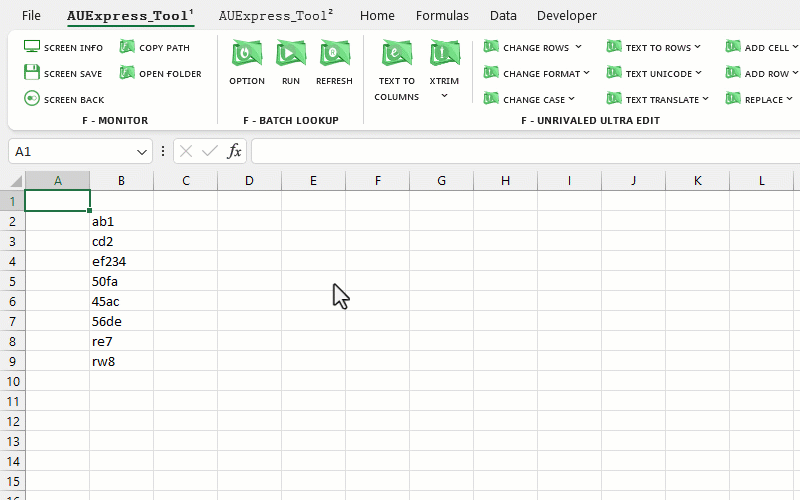 File AUExpress_Tool¹ AUExpress_Tool² Home Formulas Data Developer
SCREEN INFO COPY PATH OPTION RUN REFRESH TEXT TO COLUMNS XTRIM CHANGE ROWS TEXT TO ROWS ADD CELL
SCREEN SAVE OPEN FOLDER CHANGE FORMAT TEXT UNICODE ADD ROW
SCREEN BACK CHANGE CASE TEXT TRANSLATE REPLACE
F - MONITOR F - BATCH LOOKUP F - UNRIVALED ULTRA EDIT
A1 fx
A B C D E F G H I J K L
1
2 ab1
3 cd2
4 ef234
5 50fa
6 45ac
7 56de
8 re7
9 rw8
10
11
12
13
14
15